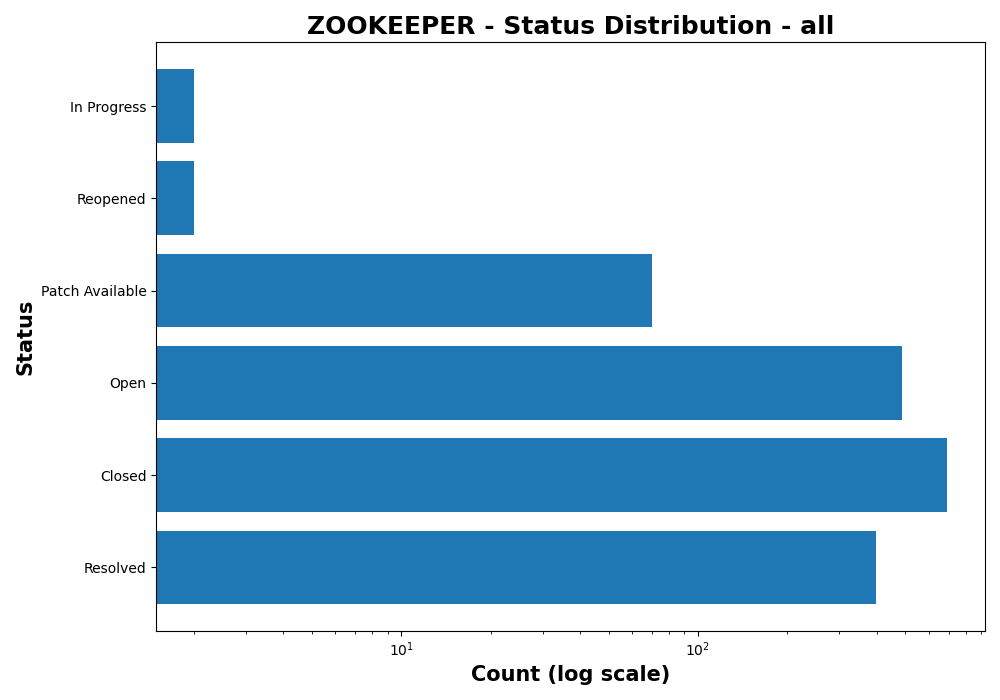 ZOOKEEPER - Status Distribution - all
In Progress
Reopened
Patch Available
Open
Closed
Resolved
Status
10¹
10²
Count (log scale)